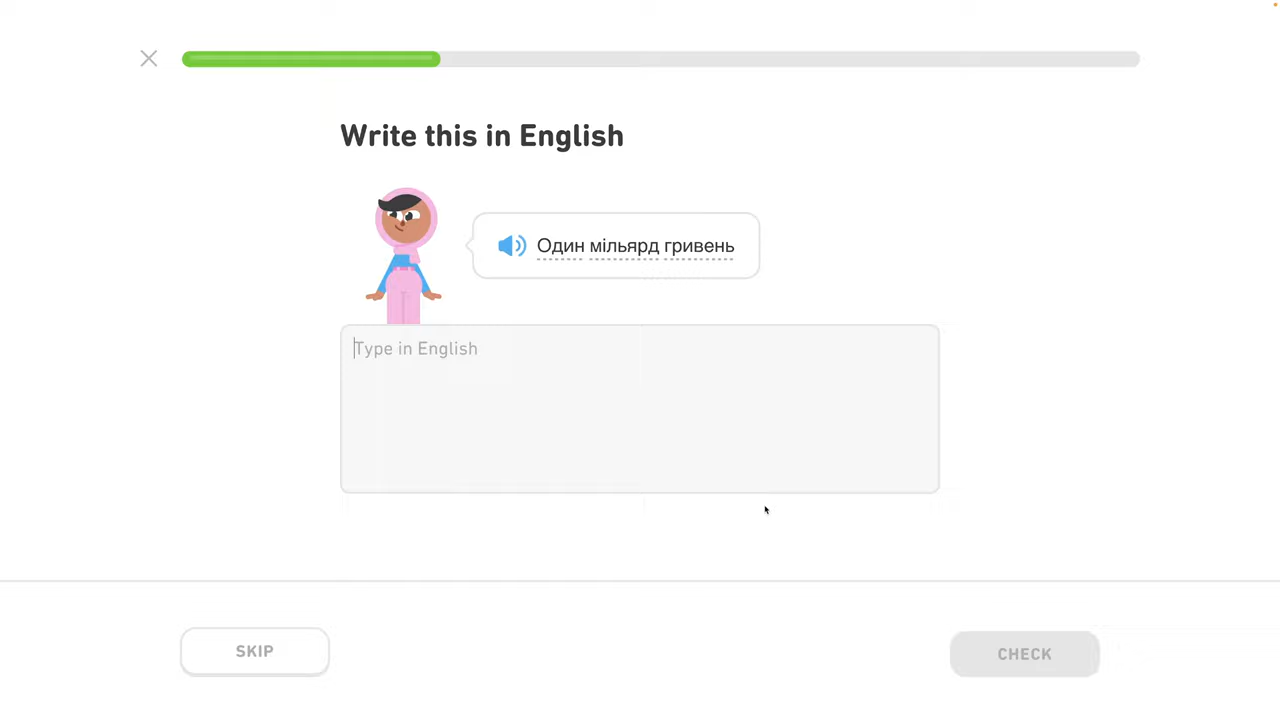 Write this in English
Один мільярд гривень
Type in English
SKIP
CHECK